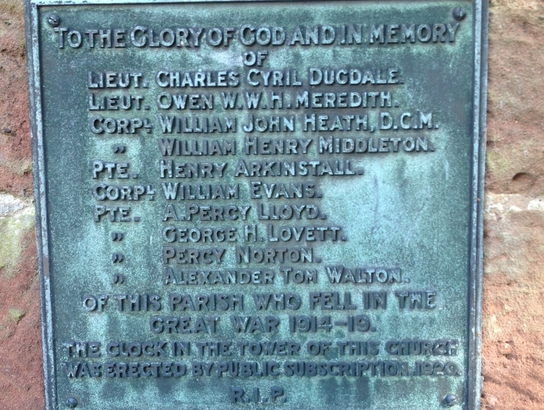 TO THE GLORY OF GOD AND IN MEMORY
OF
LIEUT. CHARLES CYRIL DUGDALE.
LIEUT. OWEN W.W.H. MEREDITH.
CORPL WILLIAM JOHN HEATH, D.C.M.
" WILLIAM HENRY MIDDLETON.
PTE. HENRY ARKINSTALL.
CORPL WILLIAM EVANS.
PTE. A. PERCY LLOYD.
" GEORGE H. LOVETT.
" PERCY NORTON.
" ALEXANDER TOM WALTON.
OF THIS PARISH WHO FELL IN THE
GREAT WAR 1914-19.
THE CLOCK IN THE TOWER OF THIS CHURCH
WAS ERECTED BY PUBLIC SUBSCRIPTION. 1920.
R.I.P.